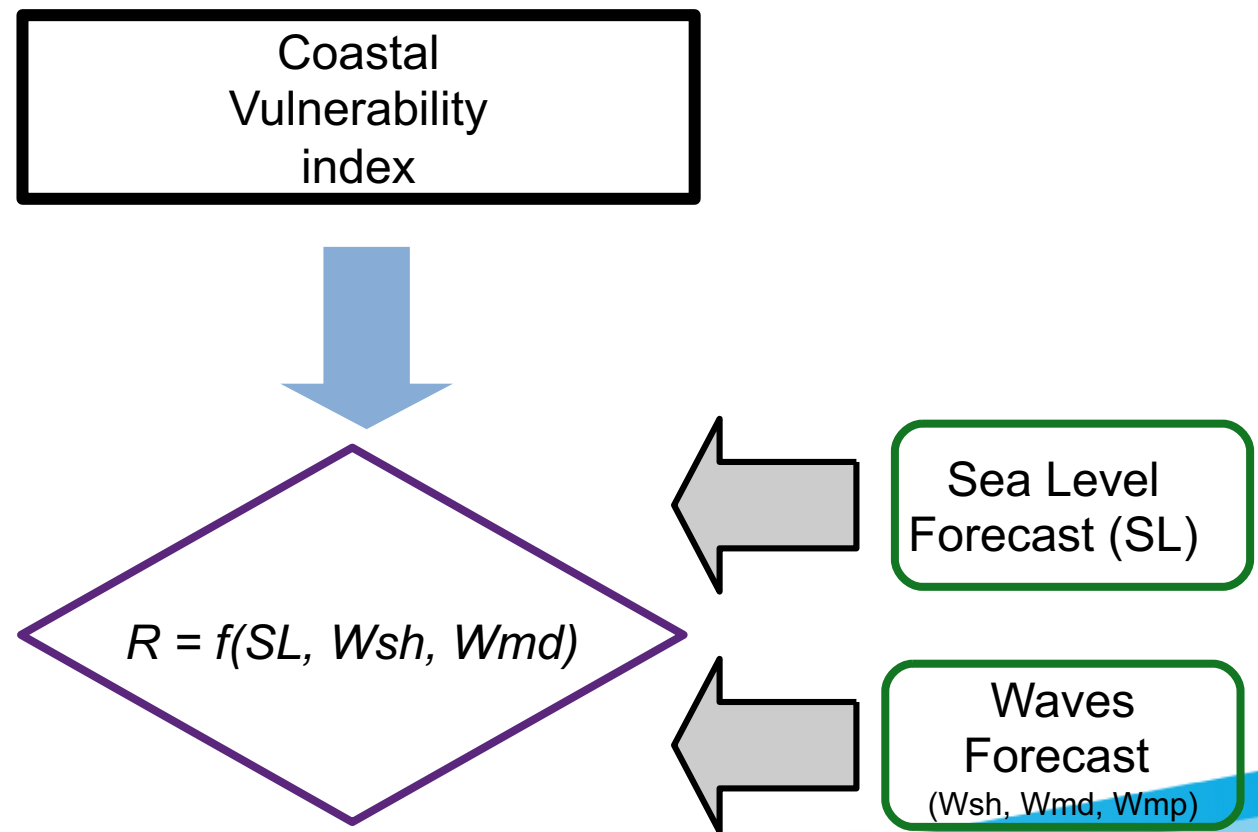 Coastal
Vulnerability
index
Sea Level
Forecast (SL)
R = f(SL, Wsh, Wmd)
Waves
Forecast
(Wsh, Wmd, Wmp)